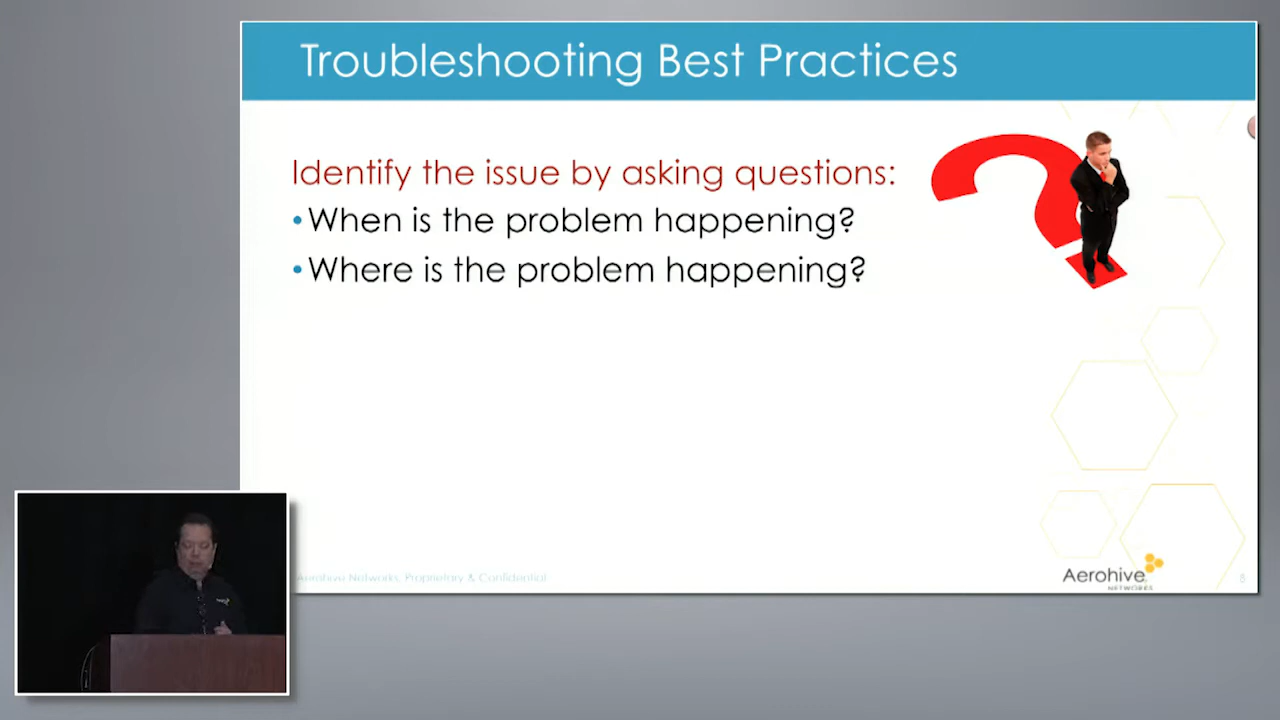 Troubleshooting Best Practices
Identify the issue by asking questions:
•When is the problem happening?
•Where is the problem happening?
Aerohive Networks, Proprietary & Confidential
Aerohive
NETWORKS
8